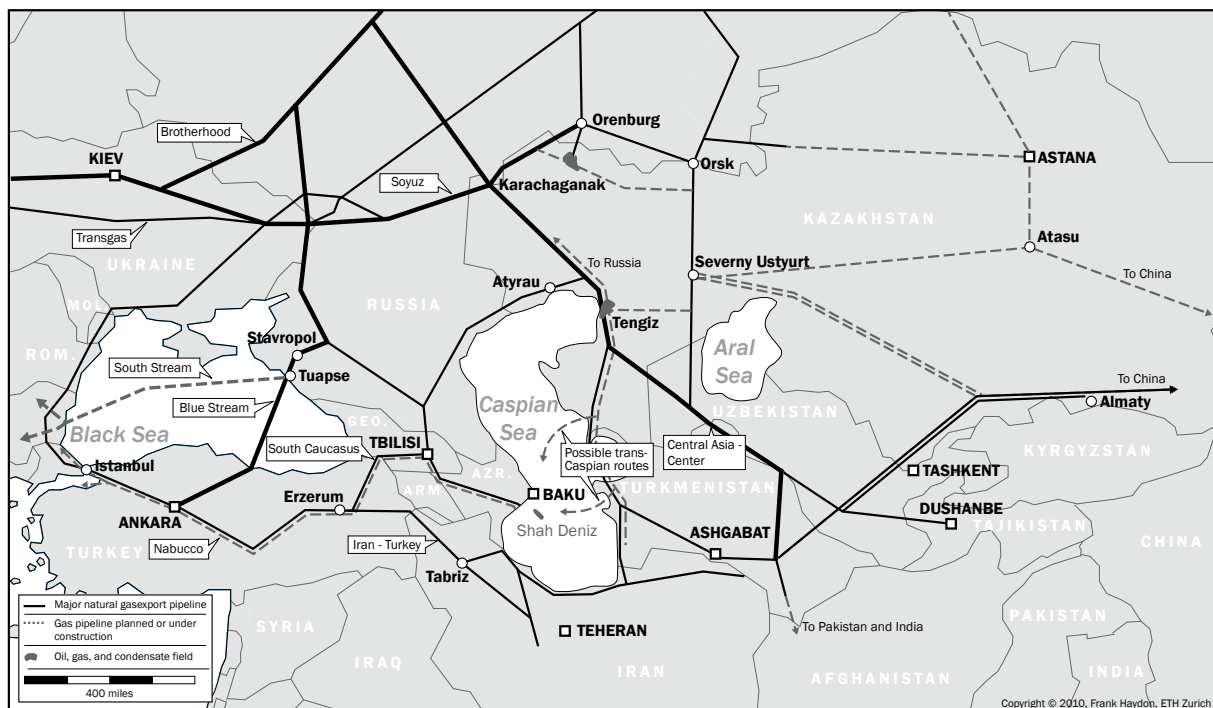 Orenburg
Brotherhood
KIEV
Orsk
ASTANA
Soyuz
Karachaganak
KAZAKHSTAN
Transgas
Atasu
UKRAINE
To Russia
Severny Ustyurt
To China
Atyrau
MOL.
RUSSIA
Tengiz
Stavropol
ROM.
Aral
Sea
South Stream
Tuapse
To China
Blue Stream
Caspian
Sea
Almaty
UZBEKISTAN
GEO.
Black Sea
TBILISI
South Caucasus
Central Asia -
Center
KYRGYZSTAN
Possible trans-
Caspian routes
Istanbul
AZR.
TASHKENT
TURKMENISTAN
ARM.
BAKU
Erzerum
DUSHANBE
ANKARA
TAJIKISTAN
Shah Deniz
ASHGABAT
CHINA
Nabucco
Iran - Turkey
TURKEY
Tabriz
Major natural gasexport pipeline
Gas pipeline planned or under
construction
Oil, gas, and condensate field
400 miles
SYRIA
TEHERAN
To Pakistan and India
PAKISTAN
IRAQ
IRAN
AFGHANISTAN
INDIA
Copyright © 2010, Frank Haydon, ETH Zurich